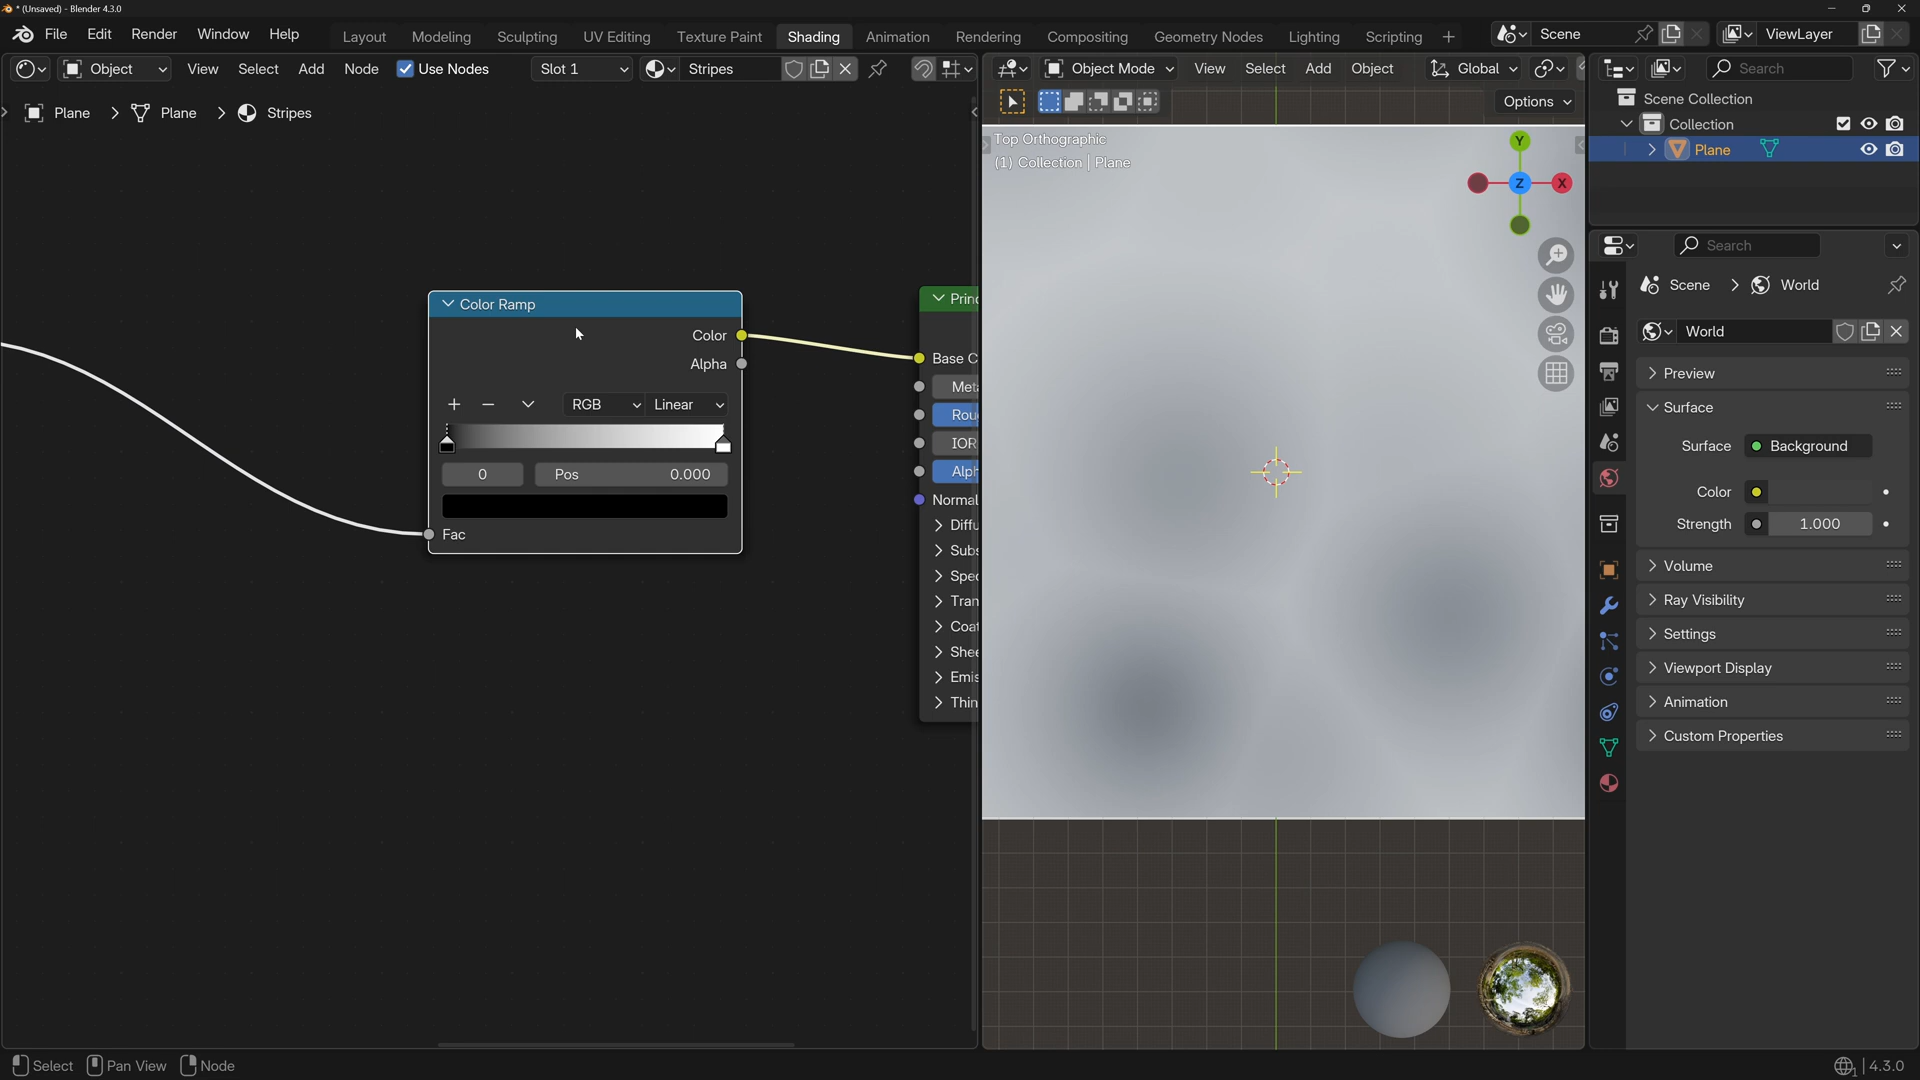 * (Unsaved) - Blender 4.3.0
File Edit Render Window Help
Layout Modeling Sculpting UV Editing Texture Paint Shading Animation Rendering Compositing Geometry Nodes Lighting Scripting +
Scene
ViewLayer
Object View Select Add Node Use Nodes Slot 1 Stripes
Object Mode View Select Add Object Global
Search
Options
Plane > Plane > Stripes
Top Orthographic
(1) Collection | Plane
Y
Z
X
Scene Collection
Collection
Plane
Search
Scene > World
World
Preview
Surface
Surface Background
Color
Strength 1.000
Volume
Ray Visibility
Settings
Viewport Display
Animation
Custom Properties
Color Ramp
Color
Alpha
RGB Linear
0 Pos 0.000
Fac
Princ
Base C
Meta
Rou
IOR
Alph
Normal
Diffu
Subs
Spec
Tran
Coat
Shee
Emis
Thin
Select Pan View Node
4.3.0